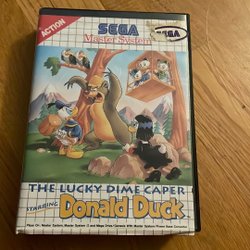 ACTION
SEGA
Master System
SEGA
THE LUCKY DIME CAPER
STARRING
Donald Duck